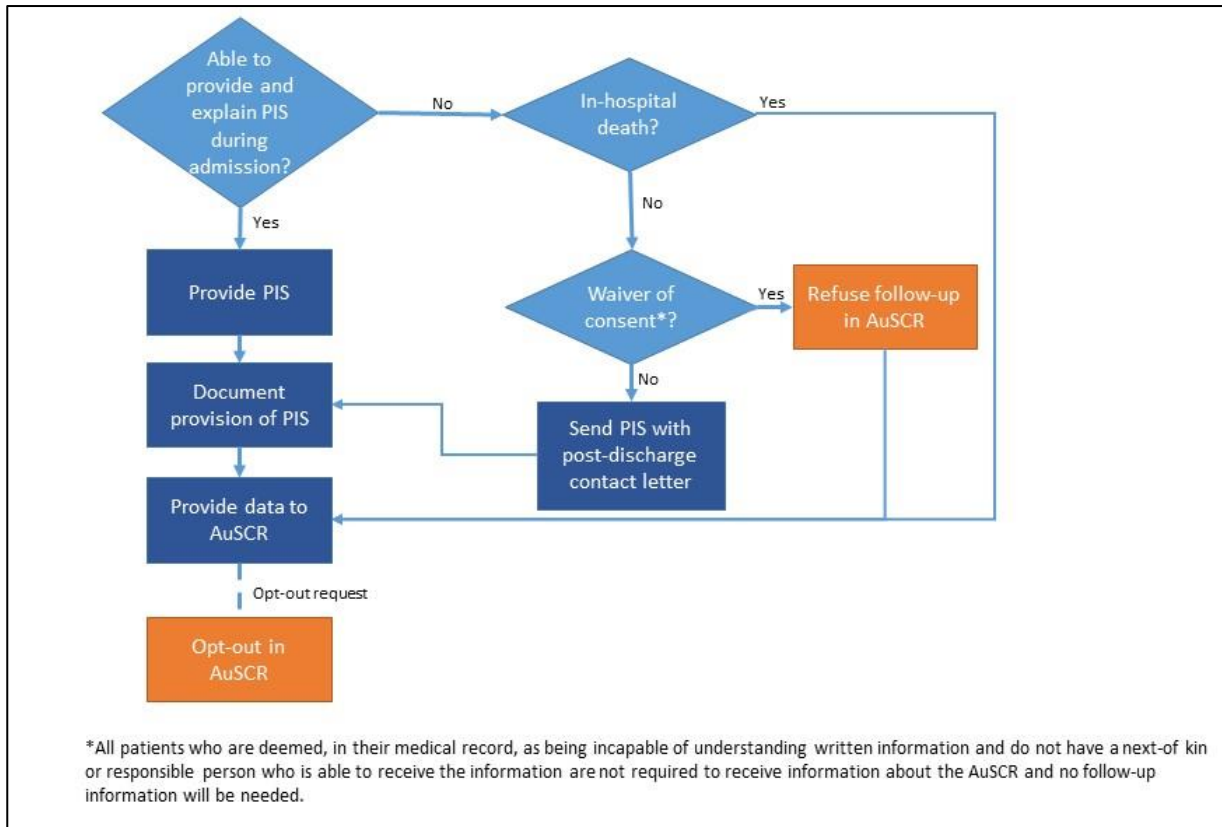 Able to
provide and
explain PIS
during
admission?
No
In-hospital
death?
Yes
Yes
No
Provide PIS
Waiver of
consent*?
Yes
Refuse follow-up
in AuSCR
No
Document
provision of PIS
Send PIS with
post-discharge
contact letter
Provide data to
AuSCR
Opt-out request
Opt-out in
AuSCR
*All patients who are deemed, in their medical record, as being incapable of understanding written information and do not have a next-of kin
or responsible person who is able to receive the information are not required to receive information about the AuSCR and no follow-up
information will be needed.